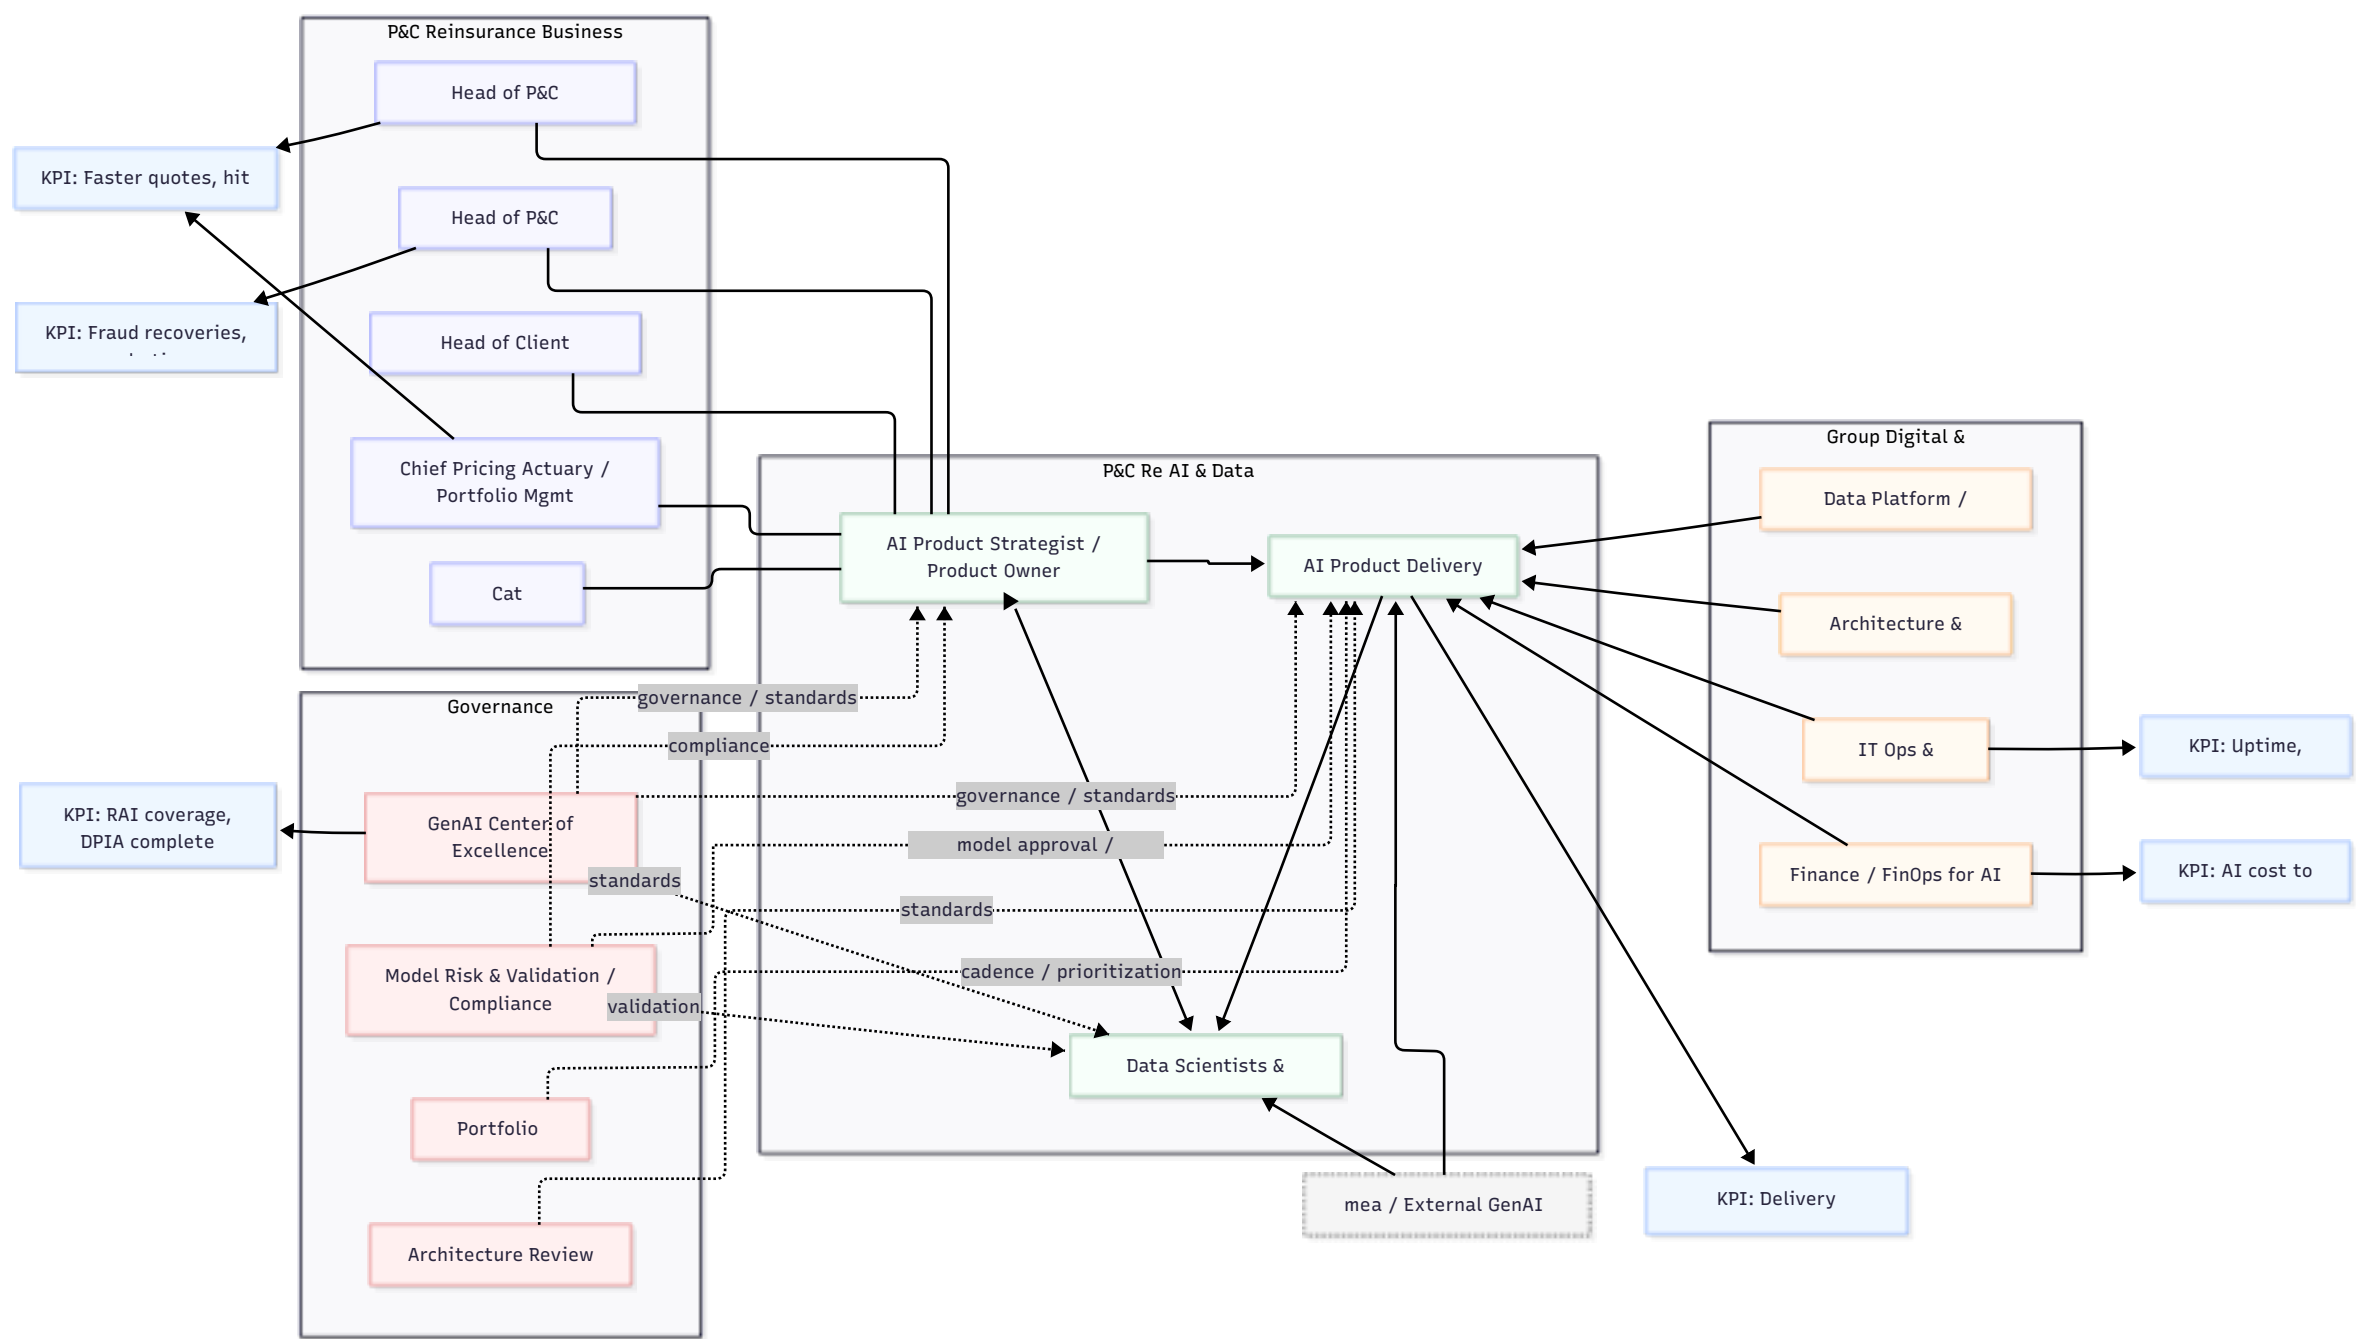 P&C Reinsurance Business
Head of P&C
KPI: Faster quotes, hit
Head of P&C
KPI: Fraud recoveries,
Head of Client
Chief Pricing Actuary /
Portfolio Mgmt
Cat
P&C Re AI & Data
AI Product Strategist /
Product Owner
AI Product Delivery
Data Scientists &
Group Digital &
Data Platform /
Architecture &
IT Ops &
KPI: Uptime,
Finance / FinOps for AI
KPI: AI cost to
governance / standards
compliance
governance / standards
model approval /
standards
standards
cadence / prioritization
validation
Governance
KPI: RAI coverage,
DPIA complete
GenAI Center of
Excellence
Model Risk & Validation /
Compliance
Portfolio
Architecture Review
mea / External GenAI
KPI: Delivery